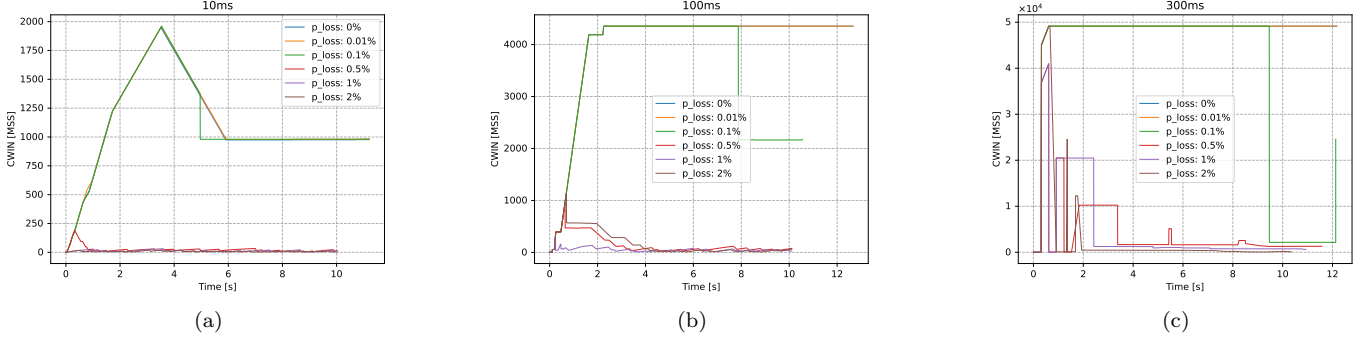 10ms
CWIN [MSS]
2000
1750
1500
1250
1000
750
500
250
0
p_loss: 0%
p_loss: 0.01%
p_loss: 0.1%
p_loss: 0.5%
p_loss: 1%
p_loss: 2%
0 2 4 6 8 10
Time [s]
(a)
100ms
CWIN [MSS]
4000
3000
2000
1000
0
p_loss: 0%
p_loss: 0.01%
p_loss: 0.1%
p_loss: 0.5%
p_loss: 1%
p_loss: 2%
0 2 4 6 8 10 12
Time [s]
(b)
×10⁴
300ms
CWIN [MSS]
5
4
3
2
1
0
p_loss: 0%
p_loss: 0.01%
p_loss: 0.1%
p_loss: 0.5%
p_loss: 1%
p_loss: 2%
0 2 4 6 8 10 12
Time [s]
(c)